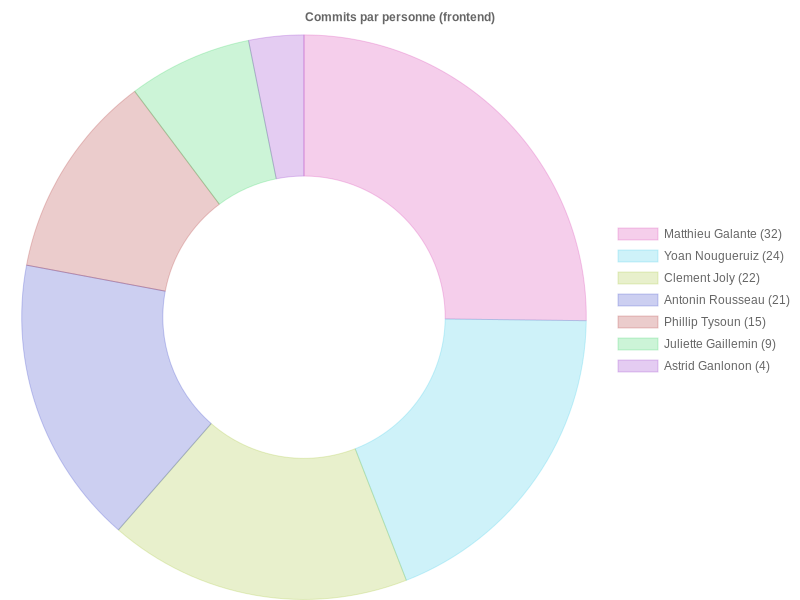 Commits par personne (frontend)
Matthieu Galante (32)
Yoan Nougueruiz (24)
Clement Joly (22)
Antonin Rousseau (21)
Phillip Tysoun (15)
Juliette Gaillemin (9)
Astrid Ganlonon (4)